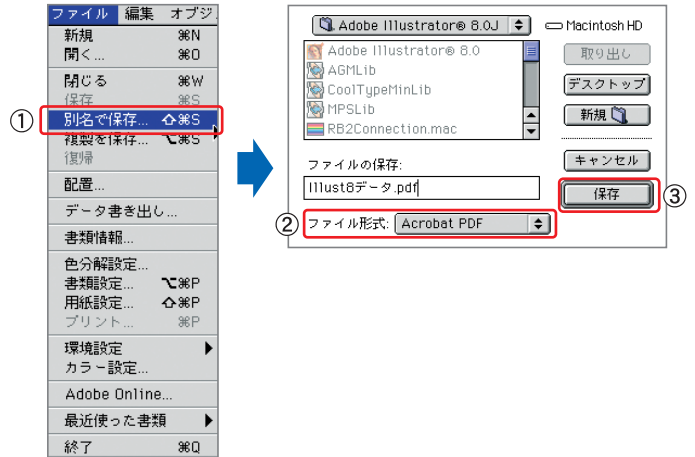 ファイル 編集 オブジ
新規 ⌘N
開く... ⌘O
閉じる ⌘W
保存 ⌘S
① 別名で保存... ⇧⌘S
複製を保存... ⌥⌘S
復帰
配置...
データ書き出し...
書類情報...
色分解設定...
書類設定... ⌥⌘P
用紙設定... ⇧⌘P
プリント... ⌘P
環境設定
カラー設定...
Adobe Online...
最近使った書類
終了 ⌘Q
Adobe Illustrator® 8.0J
Macintosh HD
Adobe Illustrator® 8.0
AGMLib
CoolTypeMinLib
MPSLib
RB2Connection.mac
取り出し
デスクトップ
新規
キャンセル
保存 ③
ファイルの保存:
Illust8データ.pdf
② ファイル形式: Acrobat PDF